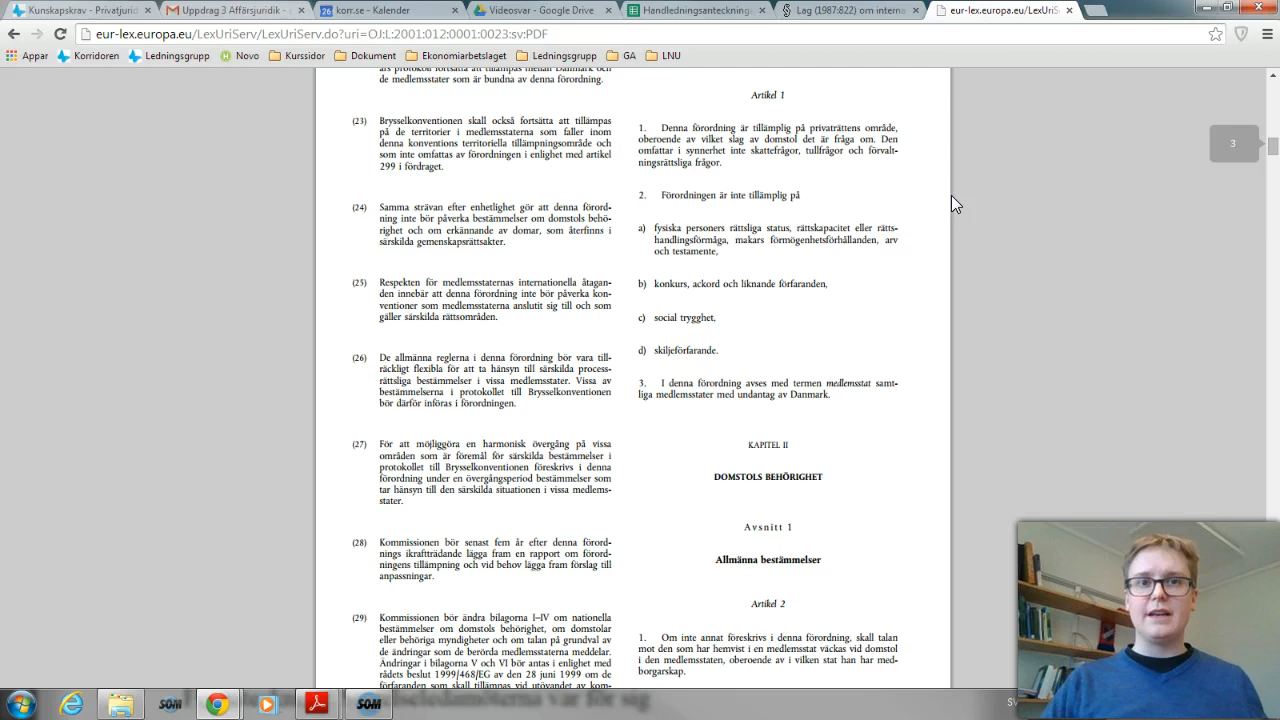 Kunskapskrav - Privatjurid
Uppdrag 3 Affärsjuridik -
korr.se - Kalender
Videosvar - Google Drive
Handledningsanteckning
Lag (1987:822) om interna
eur-lex.europa.eu/LexUriSe
eur-lex.europa.eu/LexUriServ/LexUriServ.do?uri=OJ:L:2001:012:0001:0023:sv:PDF
Appar
Korridoren
Ledningsgrupp
Novo
Kurssidor
Dokument
Ekonomiarbetslaget
Ledningsgrupp
GA
LNU
de medlemsstater som är bundna av denna förordning.
(23) Brysselkonventionen skall också fortsätta att tillämpas
på de territorier i medlemsstaterna som faller inom
denna konventions territoriella tillämpningsområde och
som inte omfattas av förordningen i enlighet med artikel
299 i fördraget.
(24) Samma strävan efter enhetlighet gör att denna förord-
ning inte bör påverka bestämmelser om domstols behö-
righet och om erkännande av domar, som återfinns i
särskilda gemenskapsrättsakter.
(25) Respekten för medlemsstaternas internationella åtagan-
den innebär att denna förordning inte bör påverka kon-
ventioner som medlemsstaterna anslutit sig till och som
gäller särskilda rättsområden.
(26) De allmänna reglerna i denna förordning bör vara till-
räckligt flexibla för att ta hänsyn till särskilda process-
rättsliga bestämmelser i vissa medlemsstater. Vissa av
bestämmelserna i protokollet till Brysselkonventionen
bör därför införas i förordningen.
(27) För att möjliggöra en harmonisk övergång på vissa
områden som är föremål för särskilda bestämmelser i
protokollet till Brysselkonventionen föreskrivs i denna
förordning under en övergångsperiod bestämmelser som
tar hänsyn till den särskilda situationen i vissa medlems-
stater.
(28) Kommissionen bör senast fem år efter denna förord-
nings ikraftträdande lägga fram en rapport om förord-
ningens tillämpning och vid behov lägga fram förslag till
anpassningar.
(29) Kommissionen bör ändra bilagorna I–IV om nationella
bestämmelser om domstols behörighet, om domstolar
eller behöriga myndigheter och om talan på grundval av
de ändringar som de berörda medlemsstaterna meddelar.
Ändringar i bilagorna V och VI bör antas i enlighet med
rådets beslut 1999/468/EG av den 28 juni 1999 om de
förfaranden som skall tillämpas vid utövandet av kom-
Artikel 1
1. Denna förordning är tillämplig på privaträttens område,
oberoende av vilket slag av domstol det är fråga om. Den
omfattar i synnerhet inte skattefrågor, tullfrågor och förvalt-
ningsrättsliga frågor.
2. Förordningen är inte tillämplig på
a) fysiska personers rättsliga status, rättskapacitet eller rätts-
handlingsförmåga, makars förmögenhetsförhållanden, arv
och testamente,
b) konkurs, ackord och liknande förfaranden,
c) social trygghet,
d) skiljeförfarande.
3. I denna förordning avses med termen medlemsstat samt-
liga medlemsstater med undantag av Danmark.
KAPITEL II
DOMSTOLS BEHÖRIGHET
Avsnitt 1
Allmänna bestämmelser
Artikel 2
1. Om inte annat föreskrivs i denna förordning, skall talan
mot den som har hemvist i en medlemsstat väckas vid domstol
i den medlemsstaten, oberoende av i vilken stat han har med-
borgarskap.
3
SOM
SOM
SV